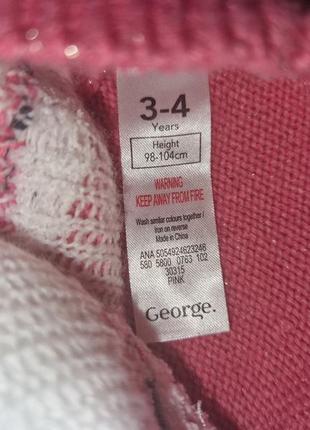 3-4
Years
Height
98-104cm
WARNING
KEEP AWAY FROM FIRE
Wash similar colours together /
Iron on reverse
Made in China
ANA 5054924623246
580 5800 0763 102
30315
PINK
George.